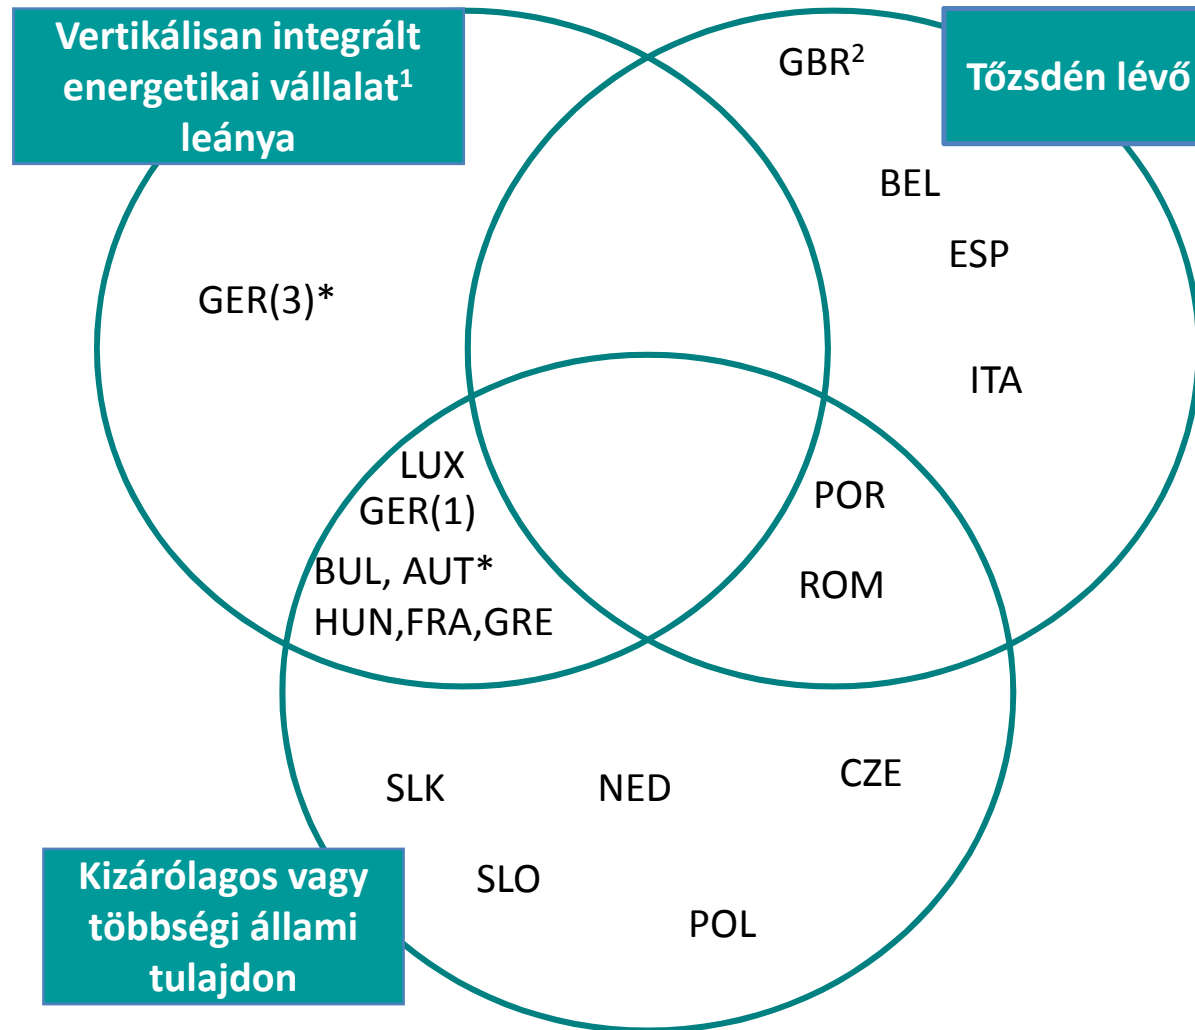 Vertikálisan integrált
energetikai vállalat¹
leánya
GBR²
Tőzsdén lévő
BEL
ESP
GER(3)*
ITA
LUX
GER(1)
BUL, AUT*
HUN,FRA,GRE
POR
ROM
SLK
NED
CZE
SLO
POL
Kizárólagos vagy
többségi állami
tulajdon